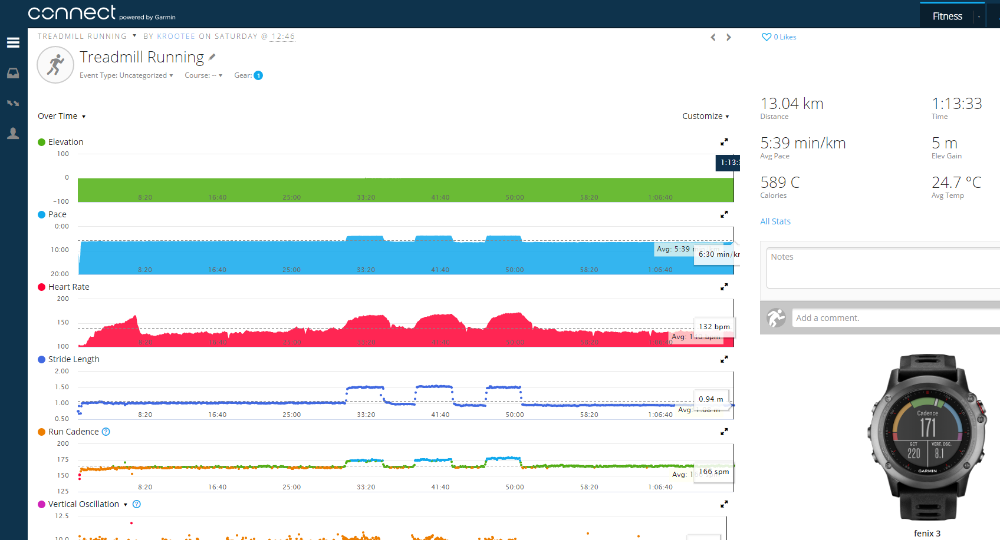 connect powered by Garmin
Fitness
TREADMILL RUNNING BY KROOTEE ON SATURDAY @ 12:46
0 Likes
Treadmill Running
Event Type: Uncategorized Course: -- Gear: 1
13.04 km 1:13:33
Distance Time
Over Time Customize
5:39 min/km 5 m
Avg Pace Elev Gain
589 C 24.7 °C
Calories Avg Temp
All Stats
Notes
Add a comment.
Elevation
100
0
-100
8:20 16:40 25:00 33:20 41:40 50:00 58:20 1:06:40
Pace
0:00
10:00
20:00
Avg: 5:39
6:30 min/
8:20 16:40 25:00 33:20 41:40 50:00 58:20 1:06:40
Heart Rate
200
150
100
132 bpm
Avg: 140 bpm
8:20 16:40 25:00 33:20 41:40 50:00 58:20 1:06:40
Stride Length
2.00
1.50
1.00
0.50
0.94 m
Avg: 1.08 m
8:20 16:40 25:00 33:20 41:40 50:00 58:20 1:06:40
Run Cadence ?
200
175
150
125
166 spm
Avg:
8:20 16:40 25:00 33:20 41:40 50:00 58:20 1:06:40
Vertical Oscillation ?
12.5
10.0
Cadence
171
GCT VERT. OSC.
220 8.1
GARMIN
fenix 3